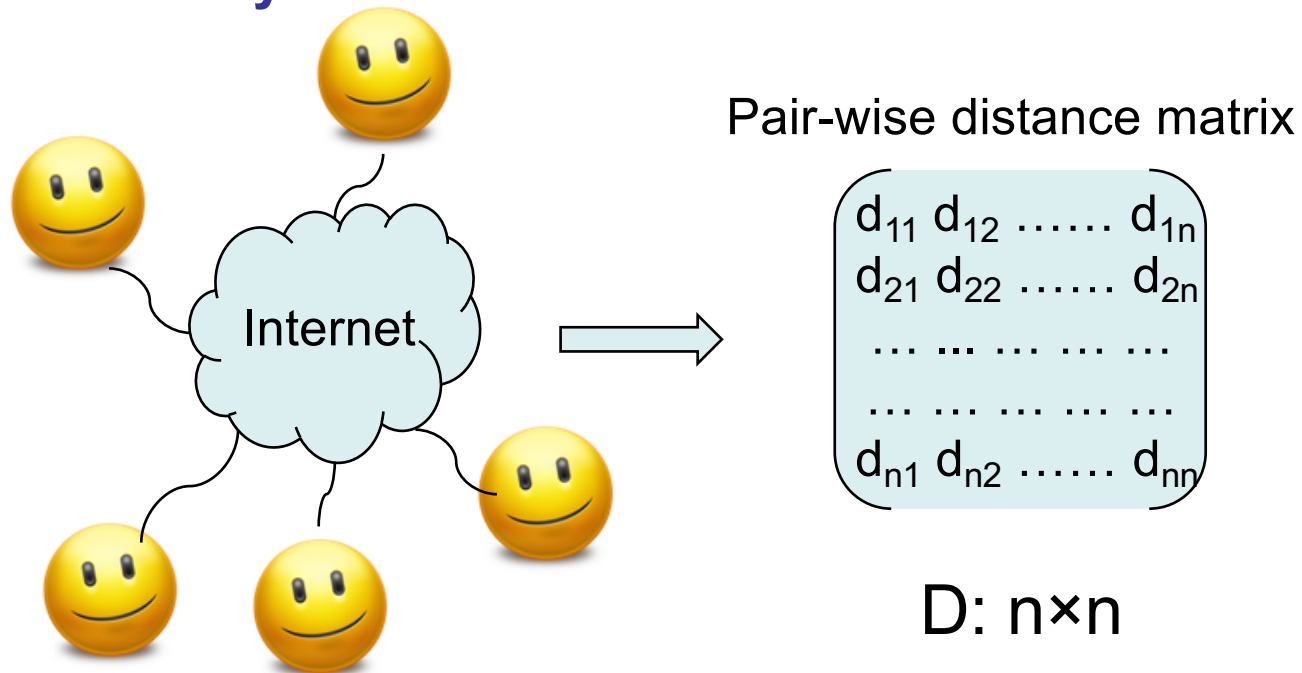 Pair-wise distance matrix
Internet
d₁₁ d₁₂ …… d₁ₙ
d₂₁ d₂₂ …… d₂ₙ
… … … … …
… … … … …
dₙ₁ dₙ₂ …… dₙₙ
D: n×n